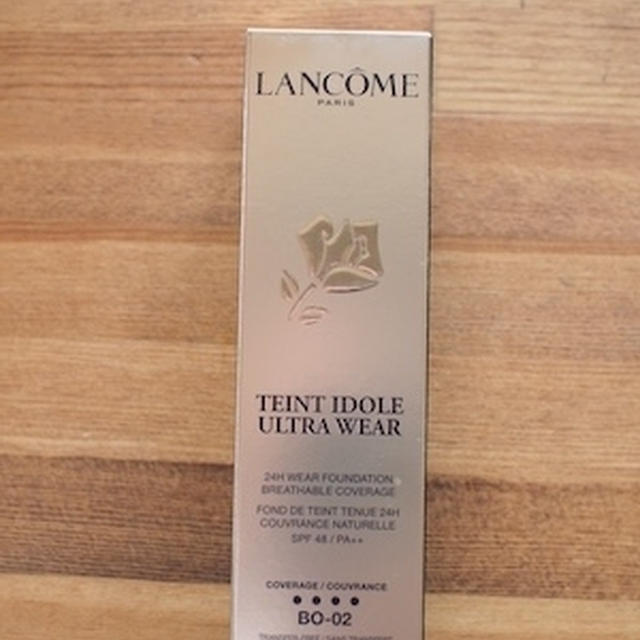 LANCÔME
PARIS
TEINT IDOLE
ULTRA WEAR
24H WEAR FOUNDATION
BREATHABLE COVERAGE
FOND DE TEINT TENUE 24H
COUVRANCE NATURELLE
SPF 48 / PA++
COVERAGE / COUVRANCE
BO-02